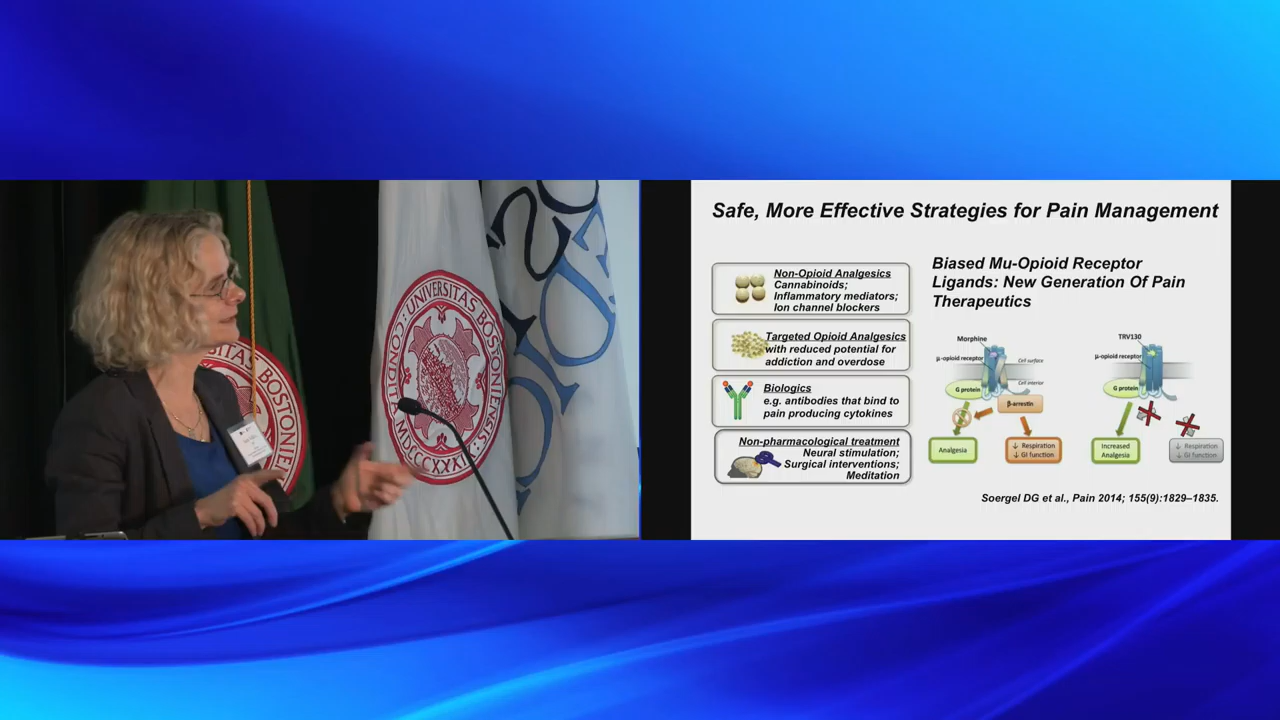 Safe, More Effective Strategies for Pain Management
Non-Opioid Analgesics
Cannabinoids;
Inflammatory mediators;
Ion channel blockers
Targeted Opioid Analgesics
with reduced potential for
addiction and overdose
Biologics
e.g. antibodies that bind to
pain producing cytokines
Non-pharmacological treatment
Neural stimulation;
Surgical interventions;
Meditation
Biased Mu-Opioid Receptor
Ligands: New Generation Of Pain
Therapeutics
Morphine
μ-opioid receptor
Cell surface
G protein
Cell interior
β-arrestin
Analgesia
↓ Respiration
↓ GI function
TRV130
μ-opioid receptor
G protein
Increased
Analgesia
↓ Respiration
↓ GI function
Soergel DG et al., Pain 2014; 155(9):1829–1835.
UNIVERSITAS BOSTONIENSIS
CONDITA